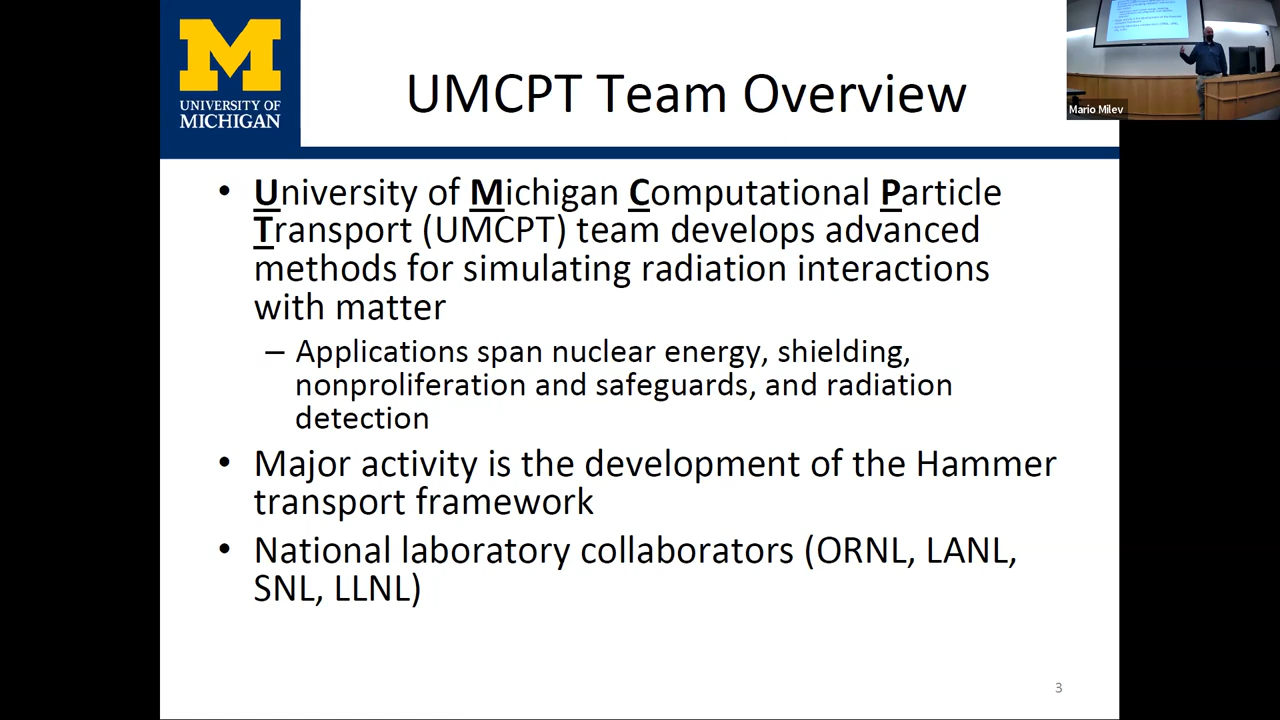 UNIVERSITY OF
MICHIGAN
UMCPT Team Overview
Mario Milev
• University of Michigan Computational Particle
Transport (UMCPT) team develops advanced
methods for simulating radiation interactions
with matter
– Applications span nuclear energy, shielding,
nonproliferation and safeguards, and radiation
detection
• Major activity is the development of the Hammer
transport framework
• National laboratory collaborators (ORNL, LANL,
SNL, LLNL)
3